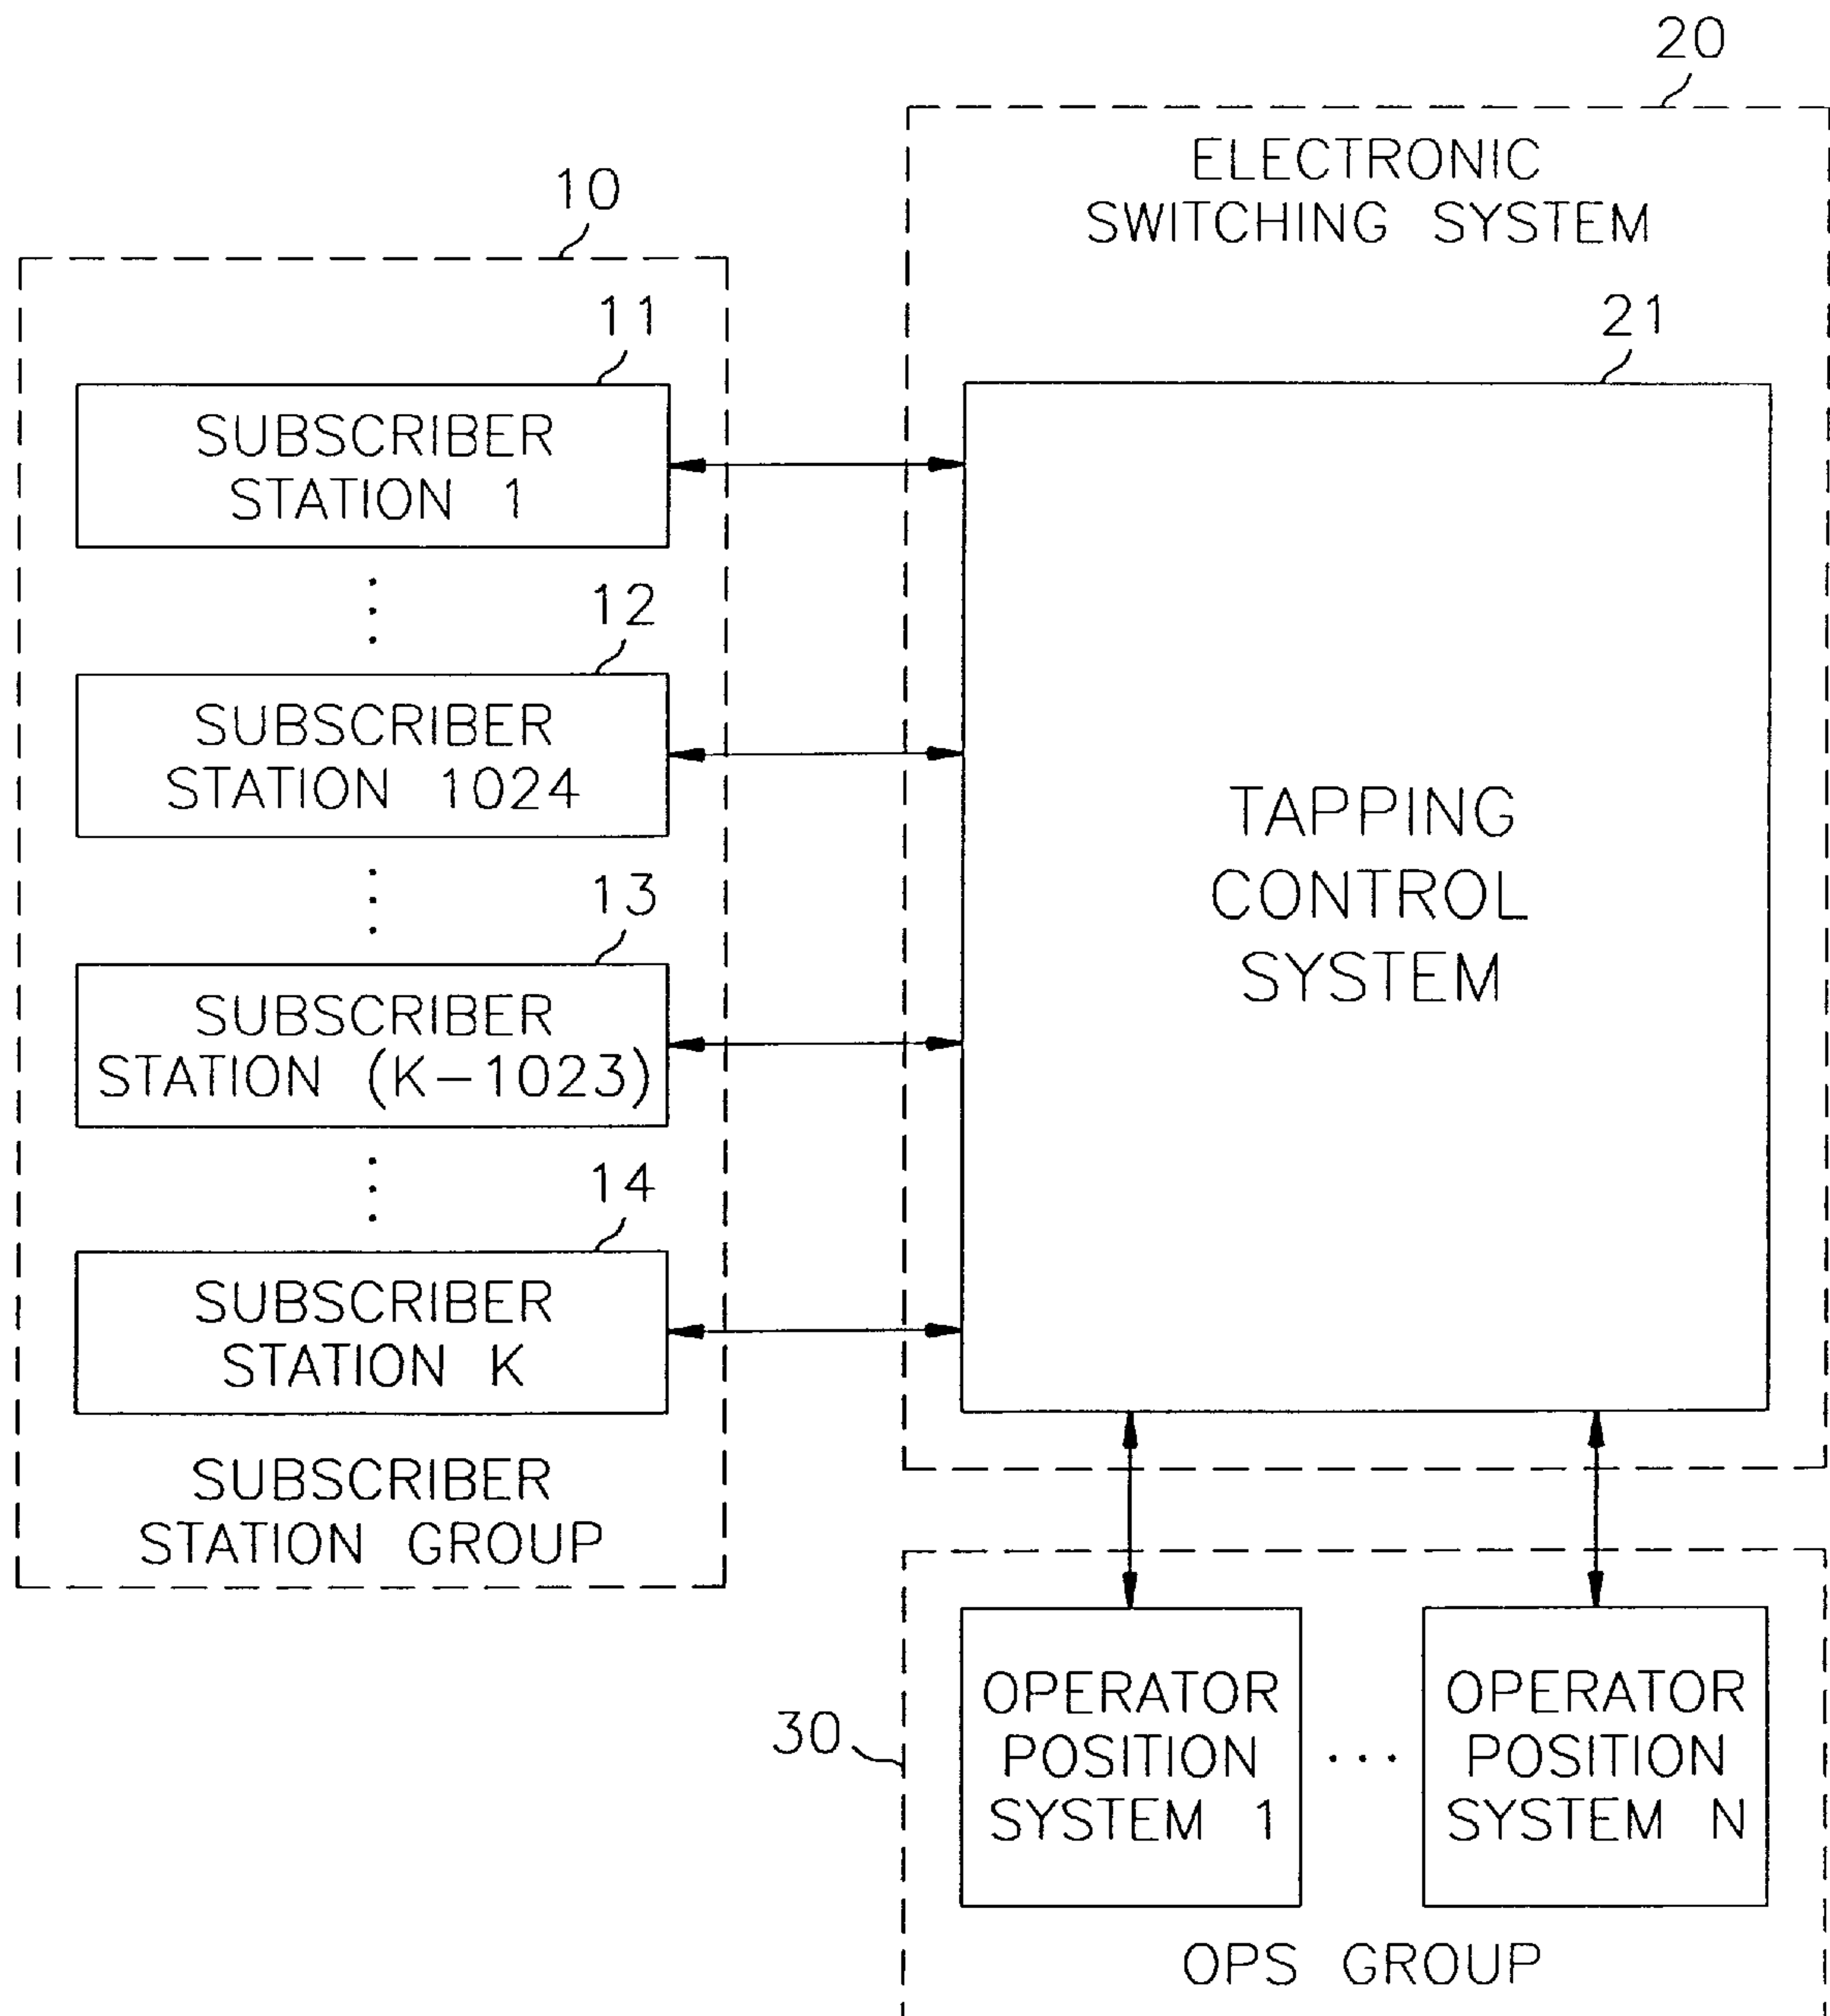 20
ELECTRONIC
SWITCHING SYSTEM
10
11
21
SUBSCRIBER
STATION 1
12
SUBSCRIBER
STATION 1024
TAPPING
CONTROL
SYSTEM
13
SUBSCRIBER
STATION (K-1023)
14
SUBSCRIBER
STATION K
SUBSCRIBER
STATION GROUP
30
OPERATOR
POSITION
SYSTEM 1
...
OPERATOR
POSITION
SYSTEM N
OPS GROUP